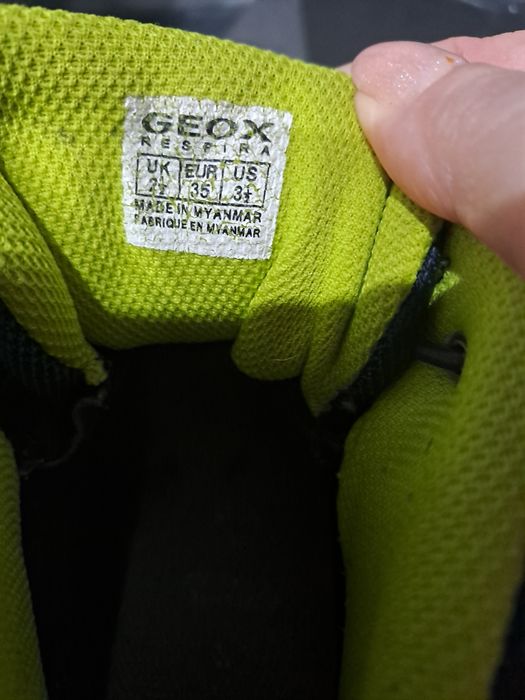 GEOX
RESPIRA
UK EUR US
2½ 35 3½
MADE IN MYANMAR
FABRIQUE EN MYANMAR